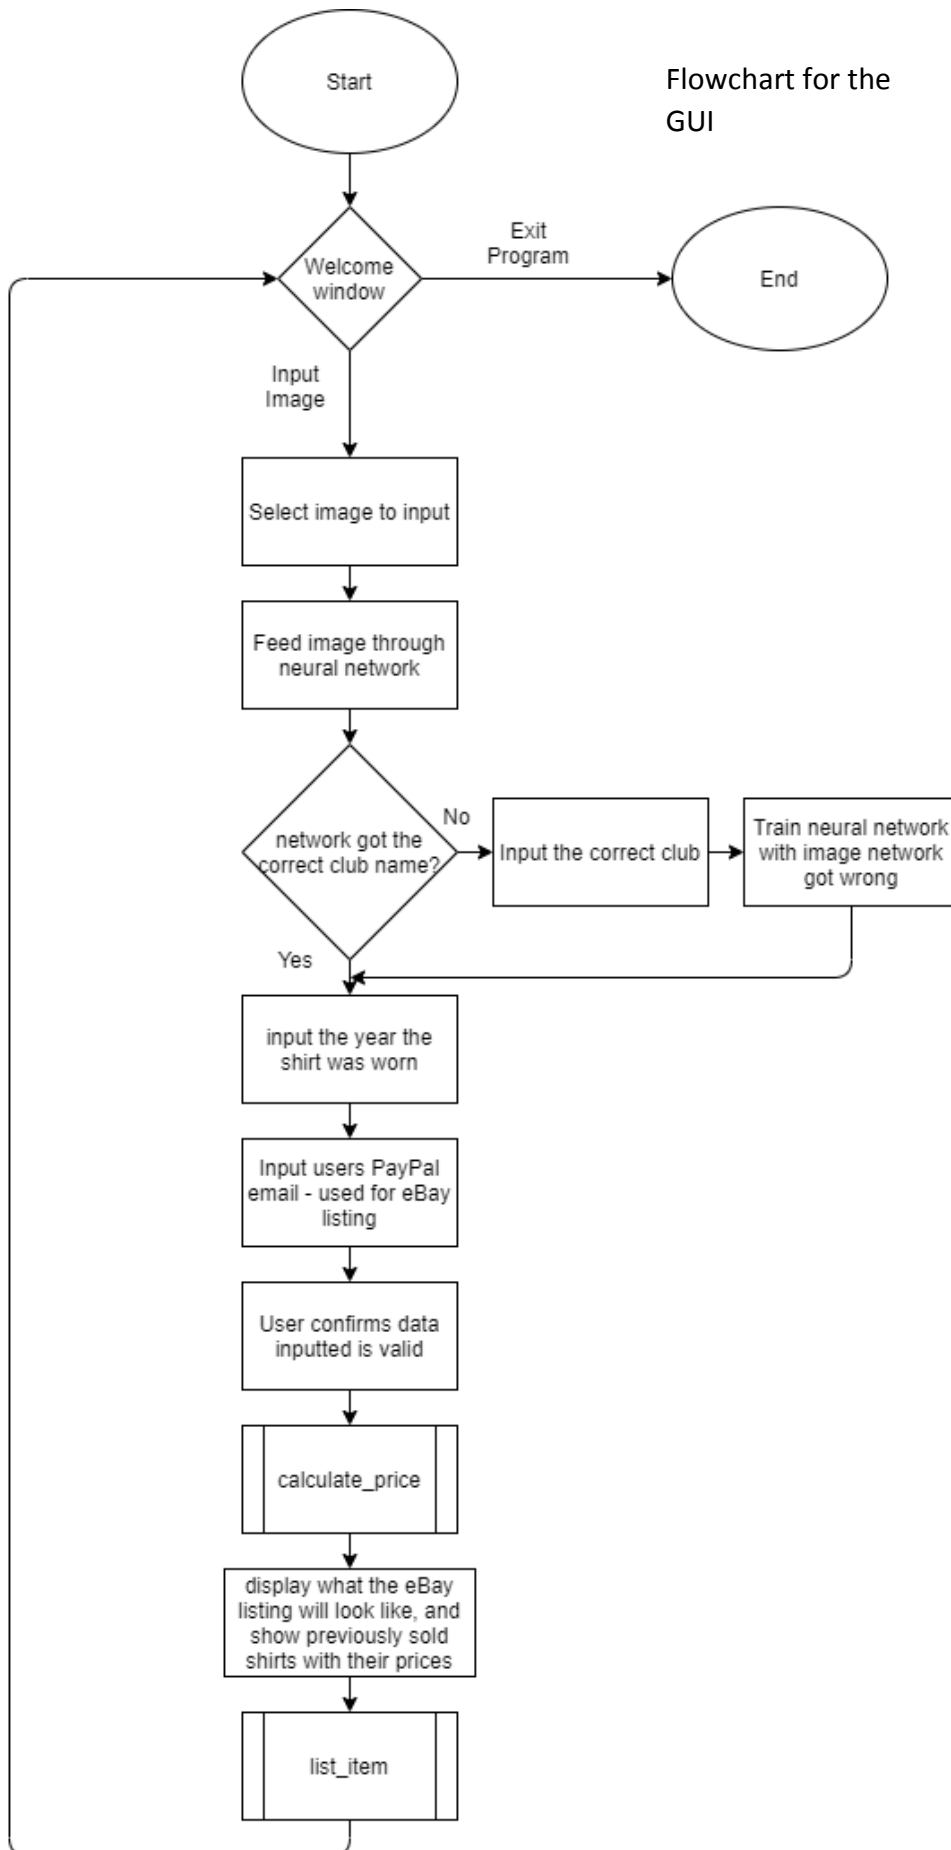 Start
Flowchart for the
GUI
Welcome
window
Exit
Program
End
Input
Image
Select image to input
Feed image through
neural network
network got the
correct club name?
No
Input the correct club
Train neural network
with image network
got wrong
Yes
input the year the
shirt was worn
Input users PayPal
email - used for eBay
listing
User confirms data
inputted is valid
calculate_price
display what the eBay
listing will look like, and
show previously sold
shirts with their prices
list_item